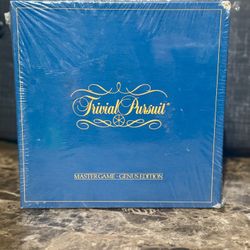 Trivial Pursuit®
MASTER GAME - GENUS EDITION